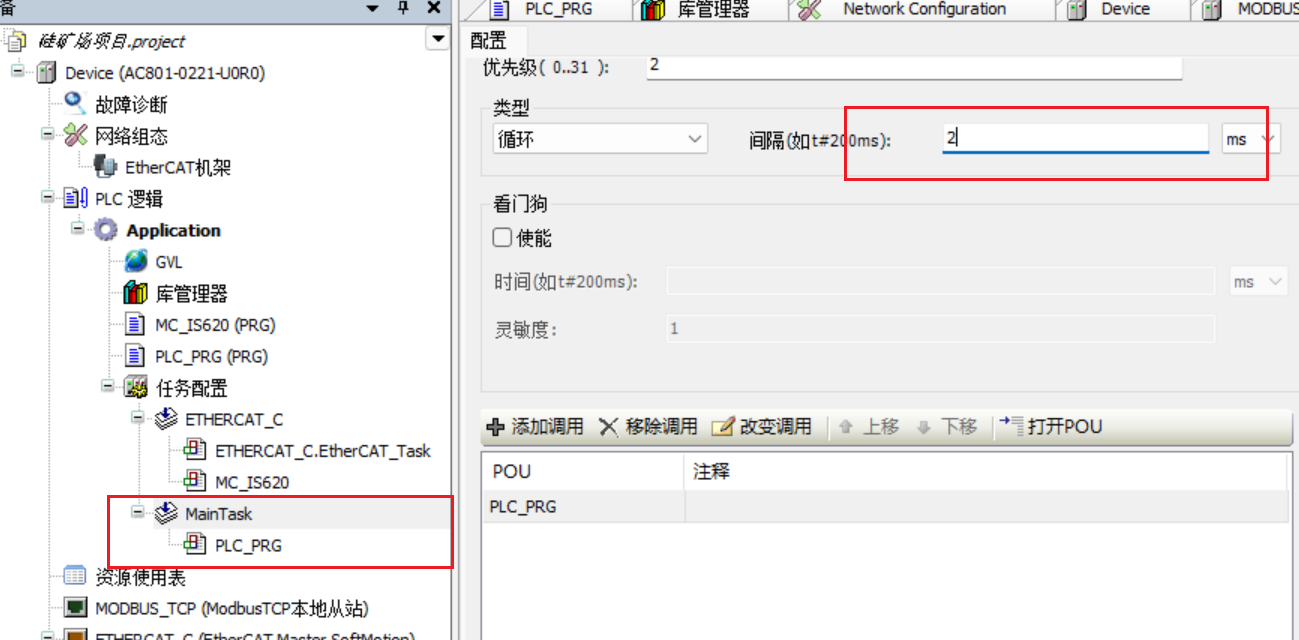 备
硅矿场项目.project
Device (AC801-0221-U0R0)
故障诊断
网络组态
EtherCAT机架
PLC 逻辑
Application
GVL
库管理器
MC_IS620 (PRG)
PLC_PRG (PRG)
任务配置
ETHERCAT_C
ETHERCAT_C.EtherCAT_Task
MC_IS620
MainTask
PLC_PRG
资源使用表
MODBUS_TCP (ModbusTCP本地从站)
ETHERCAT_C (EtherCAT Master SoftMotion)
PLC_PRG 库管理器 Network Configuration Device MODBUS
配置
优先级( 0..31 ): 2
类型
循环 间隔(如t#200ms): 2 ms
看门狗
使能
时间(如t#200ms): ms
灵敏度: 1
添加调用 移除调用 改变调用 上移 下移 打开POU
POU 注释
PLC_PRG